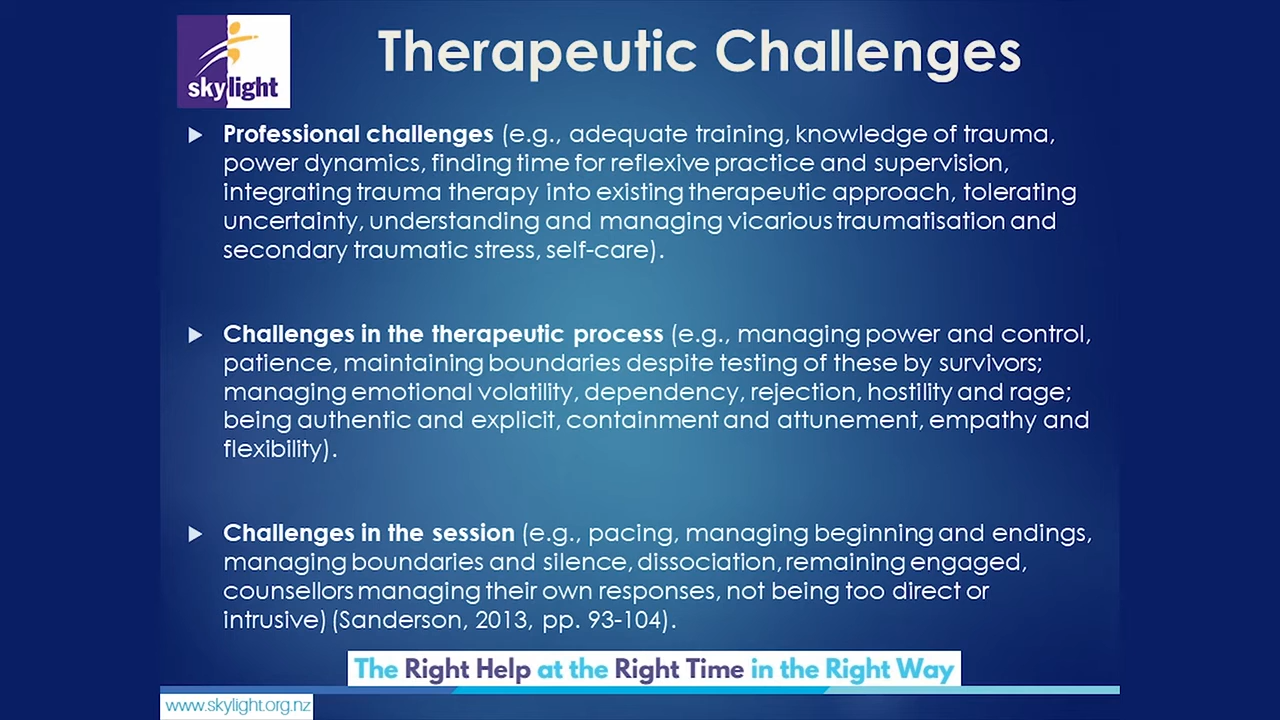 skylight
Therapeutic Challenges
Professional challenges (e.g., adequate training, knowledge of trauma,
power dynamics, finding time for reflexive practice and supervision,
integrating trauma therapy into existing therapeutic approach, tolerating
uncertainty, understanding and managing vicarious traumatisation and
secondary traumatic stress, self-care).
Challenges in the therapeutic process (e.g., managing power and control,
patience, maintaining boundaries despite testing of these by survivors;
managing emotional volatility, dependency, rejection, hostility and rage;
being authentic and explicit, containment and attunement, empathy and
flexibility).
Challenges in the session (e.g., pacing, managing beginning and endings,
managing boundaries and silence, dissociation, remaining engaged,
counsellors managing their own responses, not being too direct or
intrusive) (Sanderson, 2013, pp. 93-104).
The Right Help at the Right Time in the Right Way
www.skylight.org.nz